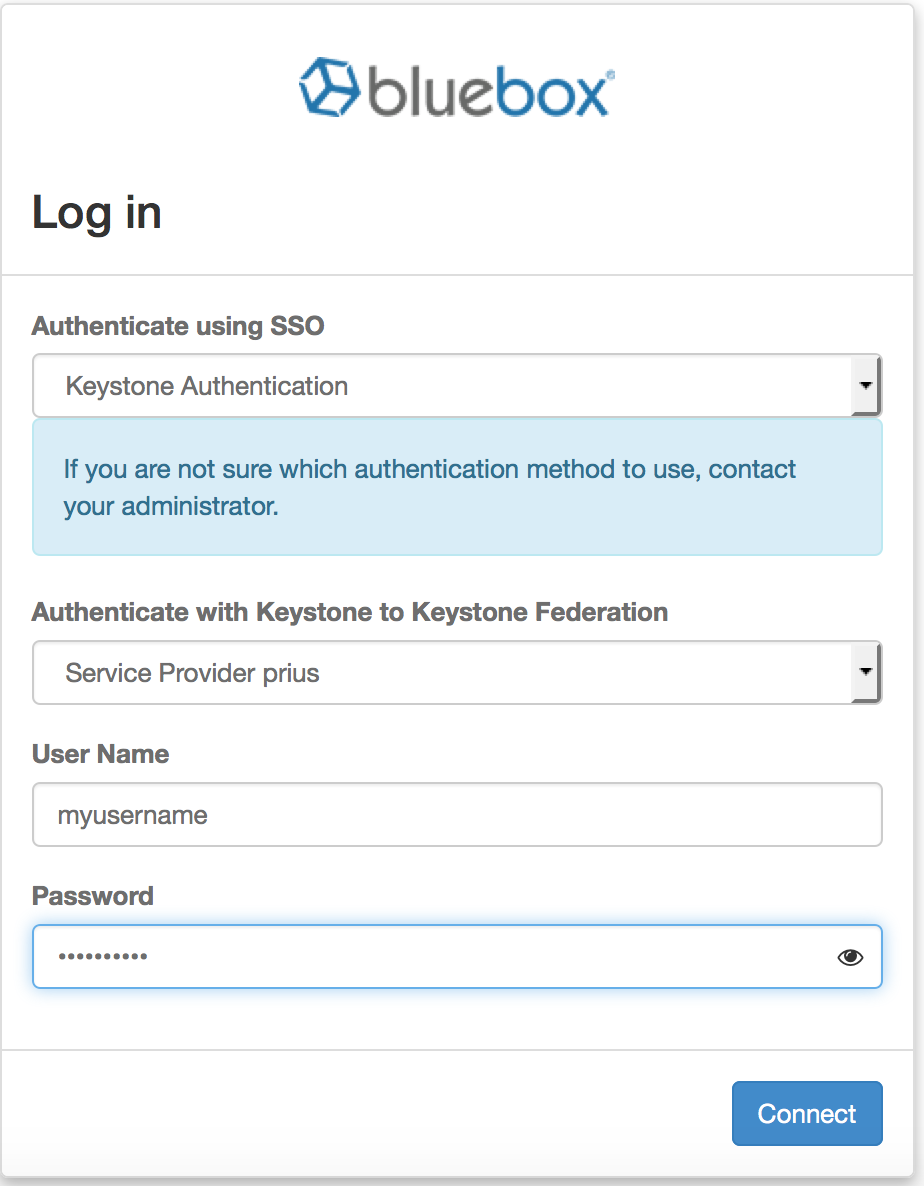 bluebox®
Log in
Authenticate using SSO
Keystone Authentication
If you are not sure which authentication method to use, contact
your administrator.
Authenticate with Keystone to Keystone Federation
Service Provider prius
User Name
myusername
Password
••••••••••
Connect